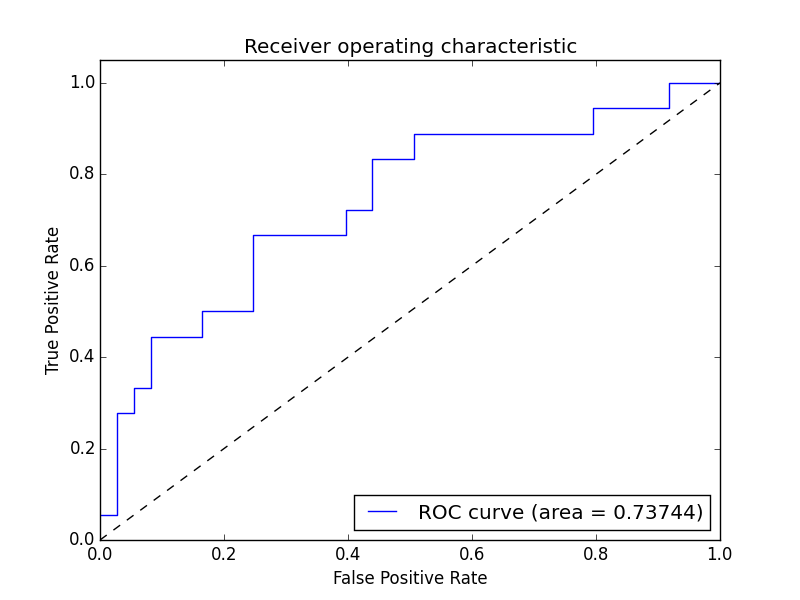 Receiver operating characteristic
1.0
0.8
0.6
0.4
0.2
0.0
True Positive Rate
ROC curve (area = 0.73744)
0.0 0.2 0.4 0.6 0.8 1.0
False Positive Rate